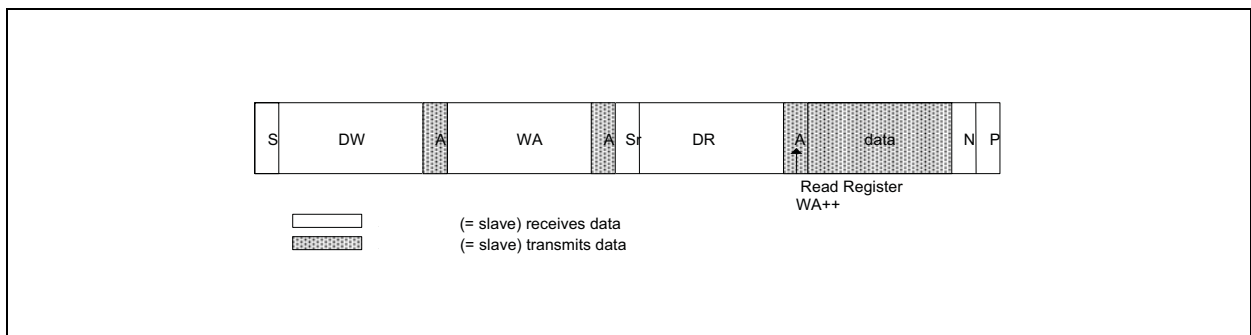 S DW A WA A Sr DR A data N P
Read Register
WA++
(= slave) receives data
(= slave) transmits data